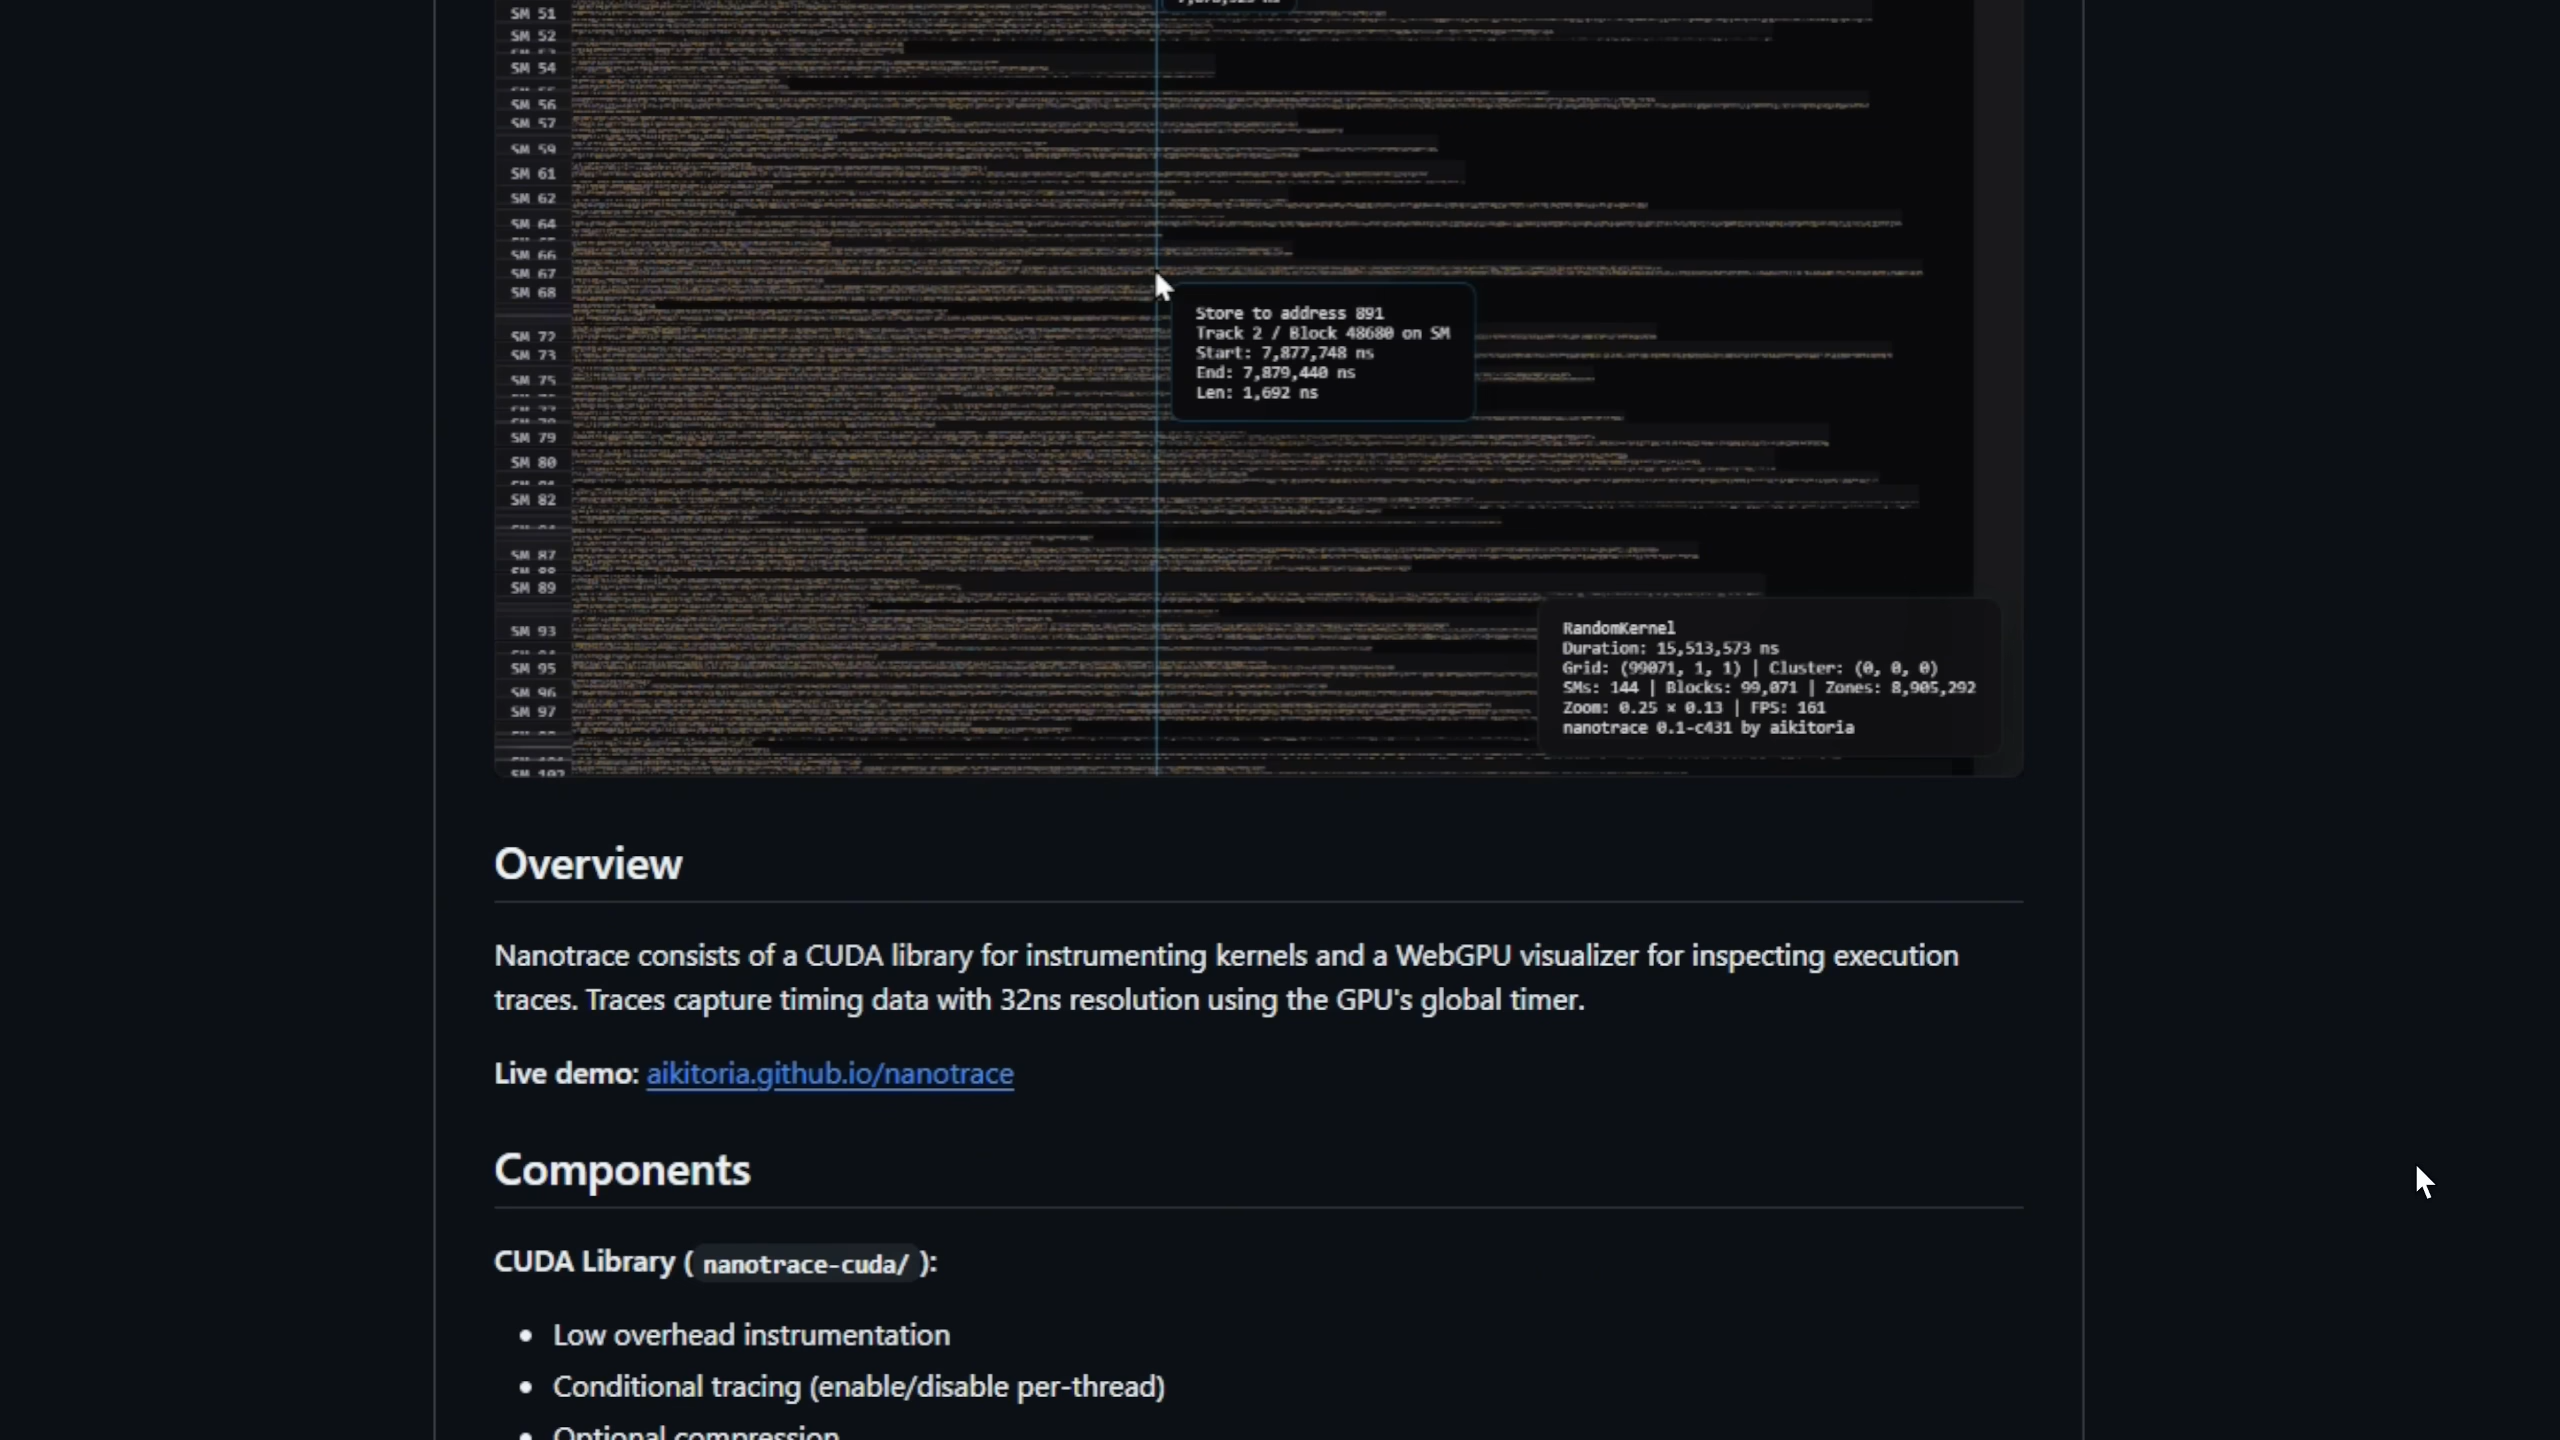 SM 51
SM 52
SM 54
SM 56
SM 57
SM 59
SM 61
SM 62
SM 64
SM 66
SM 67
SM 68
SM 72
SM 73
SM 75
SM 79
SM 80
SM 82
SM 87
SM 89
SM 93
SM 95
SM 96
SM 97
SM 102
Store to address 891
Track 2 / Block 48680 on SM
Start: 7,877,748 ns
End: 7,879,440 ns
Len: 1,692 ns
RandomKernel
Duration: 15,513,573 ns
Grid: (99071, 1, 1) | Cluster: (0, 0, 0)
SMs: 144 | Blocks: 99,071 | Zones: 8,905,292
Zoom: 0.25 × 0.13 | FPS: 161
nanotrace 0.1-c431 by aikitoria
Overview
Nanotrace consists of a CUDA library for instrumenting kernels and a WebGPU visualizer for inspecting execution
traces. Traces capture timing data with 32ns resolution using the GPU's global timer.
Live demo: aikitoria.github.io/nanotrace
Components
CUDA Library ( nanotrace-cuda/ ):
• Low overhead instrumentation
• Conditional tracing (enable/disable per-thread)
• Optional compression